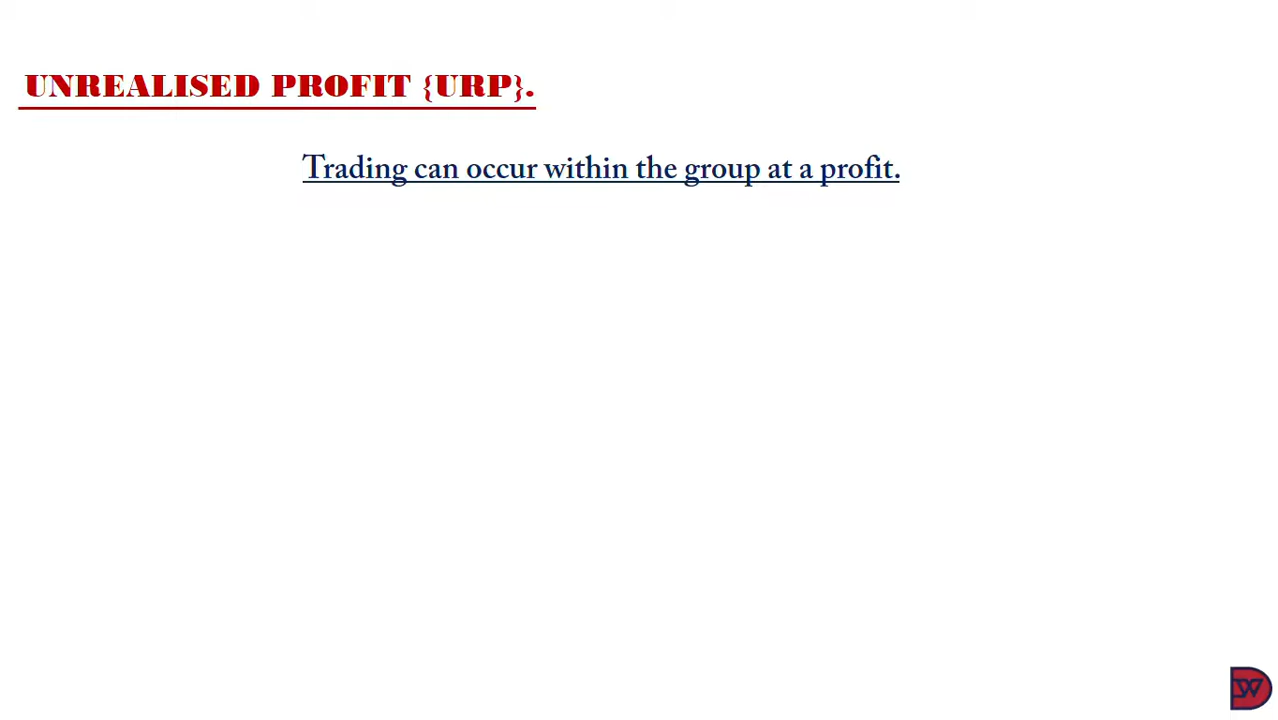 UNREALISED PROFIT {URP}.
Trading can occur within the group at a profit.